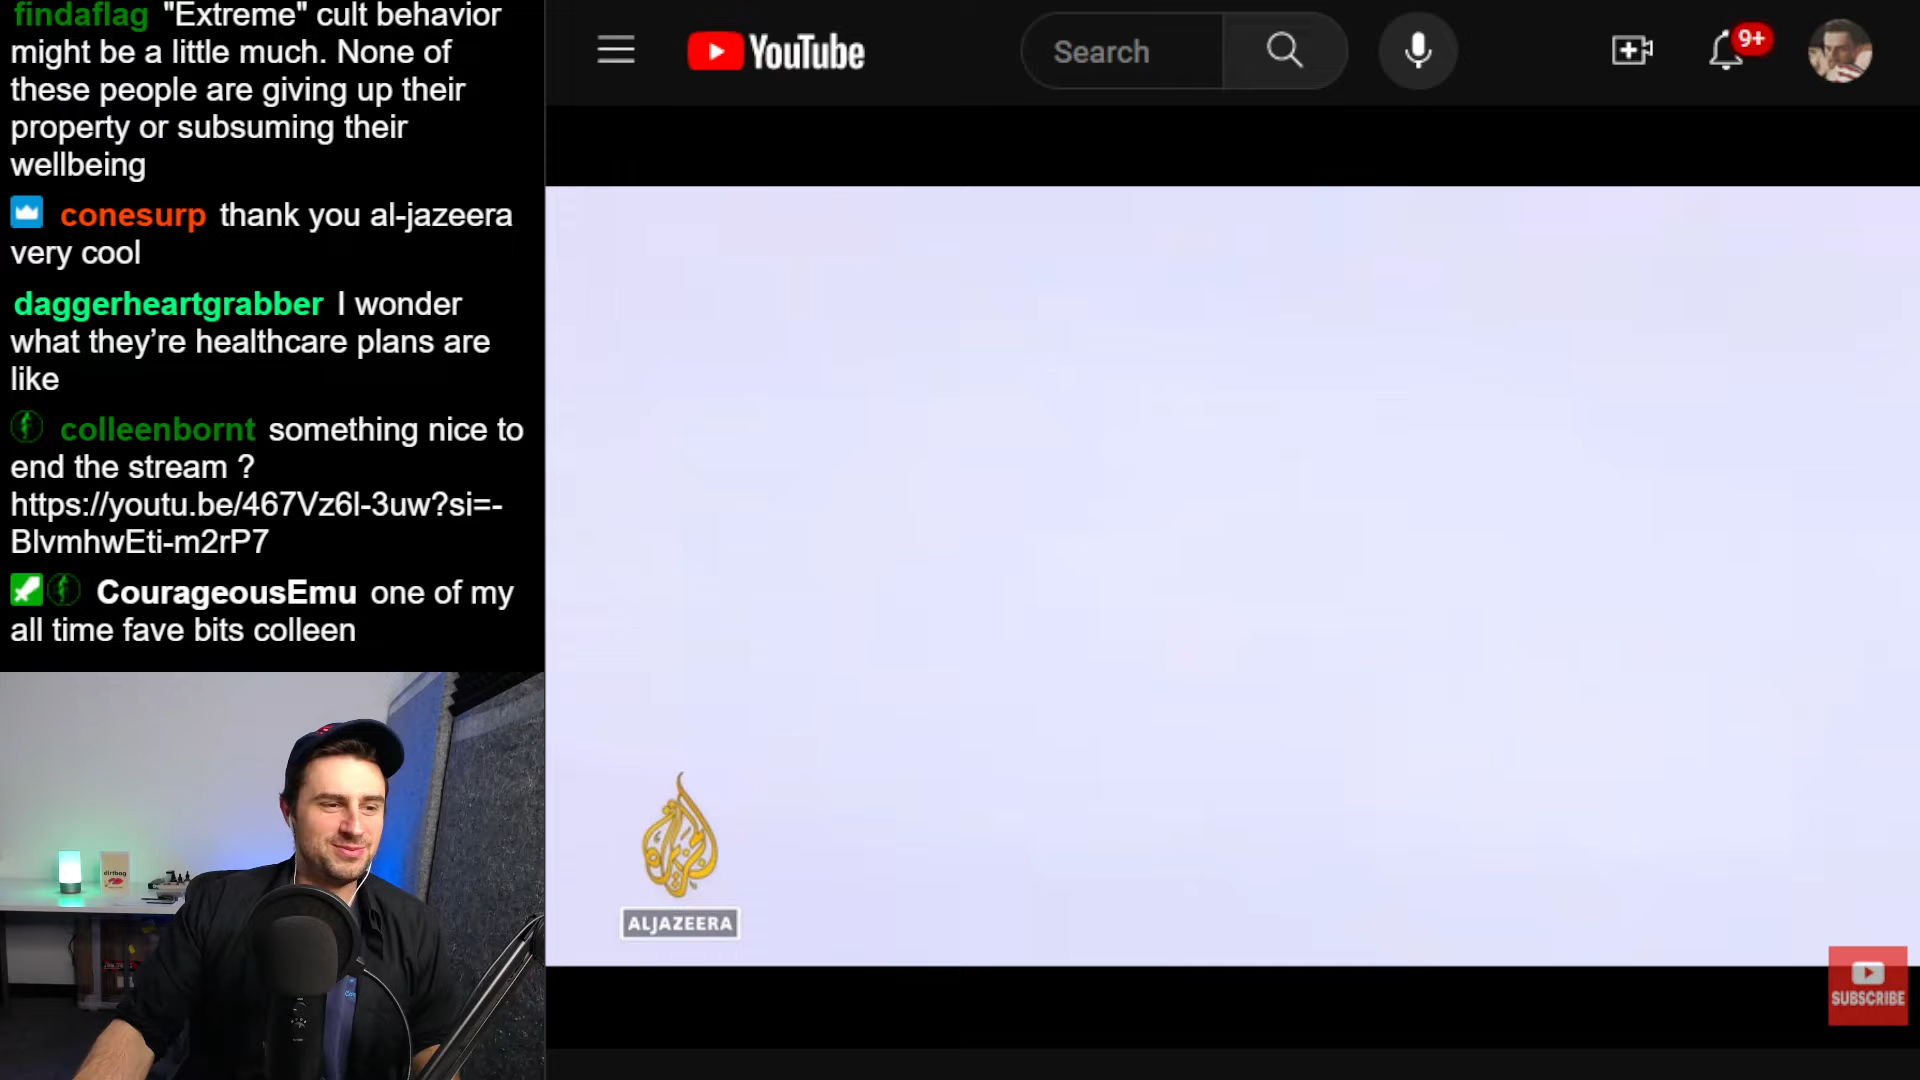 findaflag "Extreme" cult behavior
might be a little much. None of
these people are giving up their
property or subsuming their
wellbeing
conesurp thank you al-jazeera
very cool
daggerheartgrabber I wonder
what they’re healthcare plans are
like
colleenbornt something nice to
end the stream ?
https://youtu.be/467Vz6l-3uw?si=-
BlvmhwEti-m2rP7
CourageousEmu one of my
all time fave bits colleen
YouTube
Search
9+
الجزيرة
ALJAZEERA
SUBSCRIBE
dirtbag